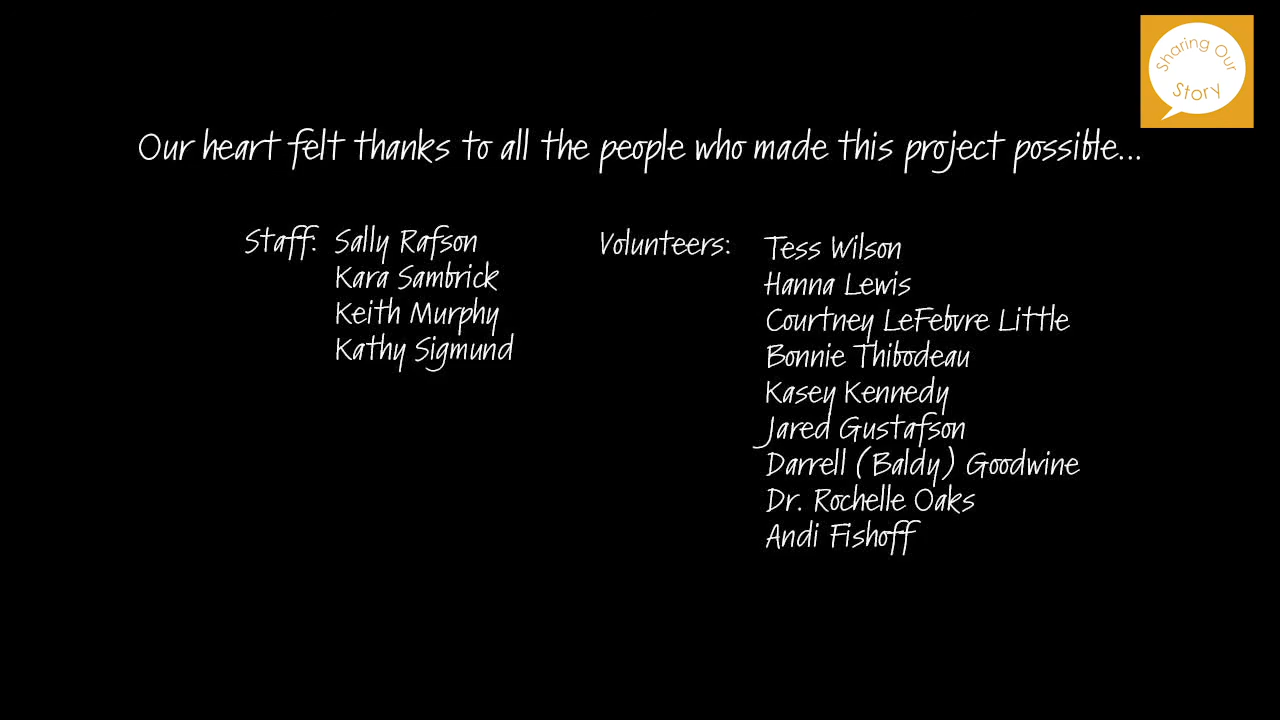 Sharing Our
Story
Our heart felt thanks to all the people who made this project possible...
Staff: Sally Rafson
Kara Sambrick
Keith Murphy
Kathy Sigmund
Volunteers: Tess Wilson
Hanna Lewis
Courtney LeFebvre Little
Bonnie Thibodeau
Kasey Kennedy
Jared Gustafson
Darrell (Baldy) Goodwine
Dr. Rochelle Oaks
Andi Fishoff